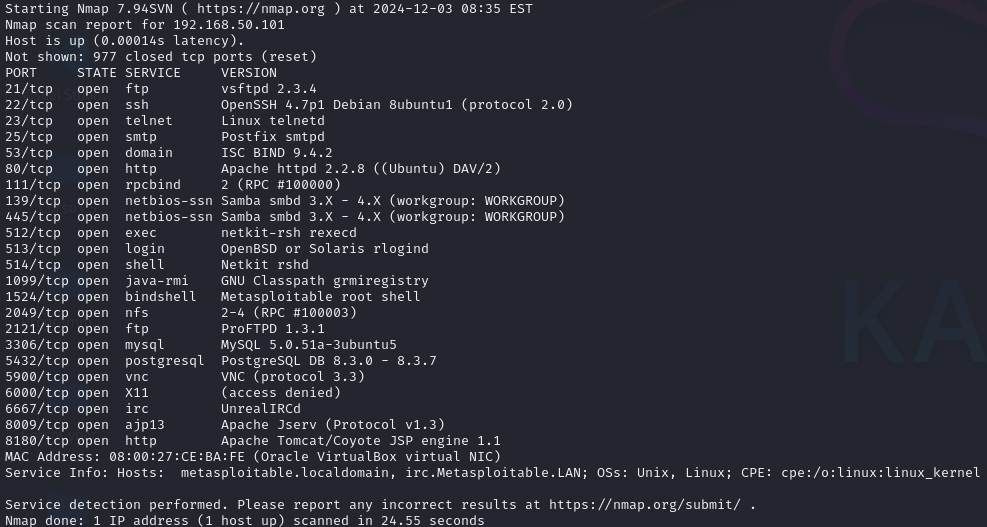 Starting Nmap 7.94SVN ( https://nmap.org ) at 2024-12-03 08:35 EST
Nmap scan report for 192.168.50.101
Host is up (0.00014s latency).
Not shown: 977 closed tcp ports (reset)
PORT     STATE SERVICE     VERSION
21/tcp   open  ftp         vsftpd 2.3.4
22/tcp   open  ssh         OpenSSH 4.7p1 Debian 8ubuntu1 (protocol 2.0)
23/tcp   open  telnet      Linux telnetd
25/tcp   open  smtp        Postfix smtpd
53/tcp   open  domain      ISC BIND 9.4.2
80/tcp   open  http        Apache httpd 2.2.8 ((Ubuntu) DAV/2)
111/tcp  open  rpcbind     2 (RPC #100000)
139/tcp  open  netbios-ssn Samba smbd 3.X - 4.X (workgroup: WORKGROUP)
445/tcp  open  netbios-ssn Samba smbd 3.X - 4.X (workgroup: WORKGROUP)
512/tcp  open  exec        netkit-rsh rexecd
513/tcp  open  login       OpenBSD or Solaris rlogind
514/tcp  open  shell       Netkit rshd
1099/tcp open  java-rmi    GNU Classpath grmiregistry
1524/tcp open  bindshell   Metasploitable root shell
2049/tcp open  nfs         2-4 (RPC #100003)
2121/tcp open  ftp         ProFTPD 1.3.1
3306/tcp open  mysql       MySQL 5.0.51a-3ubuntu5
5432/tcp open  postgresql  PostgreSQL DB 8.3.0 - 8.3.7
5900/tcp open  vnc         VNC (protocol 3.3)
6000/tcp open  X11         (access denied)
6667/tcp open  irc         UnrealIRCd
8009/tcp open  ajp13       Apache Jserv (Protocol v1.3)
8180/tcp open  http        Apache Tomcat/Coyote JSP engine 1.1
MAC Address: 08:00:27:CE:BA:FE (Oracle VirtualBox virtual NIC)
Service Info: Hosts:  metasploitable.localdomain, irc.Metasploitable.LAN; OSs: Unix, Linux; CPE: cpe:/o:linux:linux_kernel
Service detection performed. Please report any incorrect results at https://nmap.org/submit/ .
Nmap done: 1 IP address (1 host up) scanned in 24.55 seconds
KA